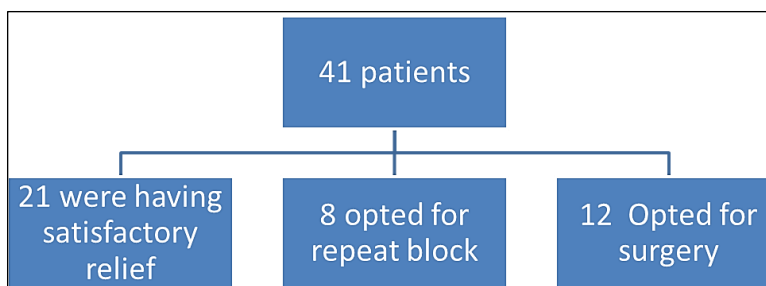 41 patients
21 were having
satisfactory
relief
8 opted for
repeat block
12 Opted for
surgery